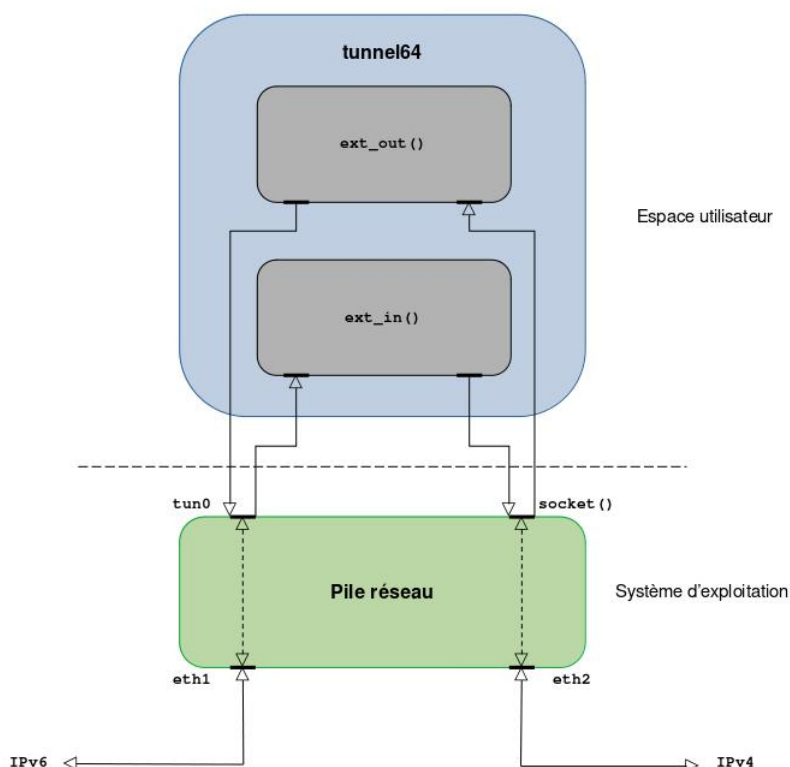 tunnel64
ext_out()
Espace utilisateur
ext_in()
tun0
socket()
Pile réseau
Système d'exploitation
eth1
eth2
IPv6
IPv4